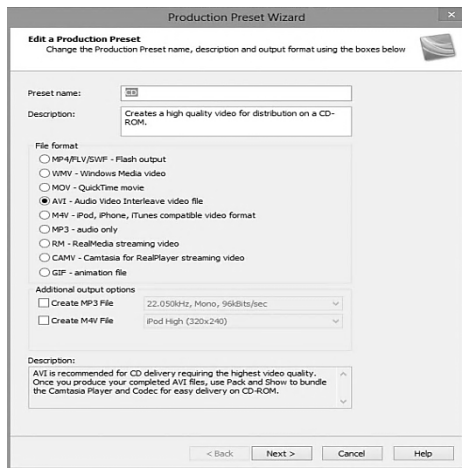 Production Preset Wizard
Edit a Production Preset
Change the Production Preset name, description and output format using the boxes below
Preset name:
CD
Description:
Creates a high quality video for distribution on a CD-
ROM.
File format
MP4/FLV/SWF - Flash output
WMV - Windows Media video
MOV - QuickTime movie
AVI - Audio Video Interleave video file
M4V - iPod, iPhone, iTunes compatible video format
MP3 - audio only
RM - RealMedia streaming video
CAMV - Camtasia for RealPlayer streaming video
GIF - animation file
Additional output options
Create MP3 File
22.050kHz, Mono, 96kBits/sec
Create M4V File
iPod High (320x240)
Description:
AVI is recommended for CD delivery requiring the highest video quality.
Once you produce your completed AVI files, use Pack and Show to bundle
the Camtasia Player and Codec for easy delivery on CD-ROM.
< Back
Next >
Cancel
Help